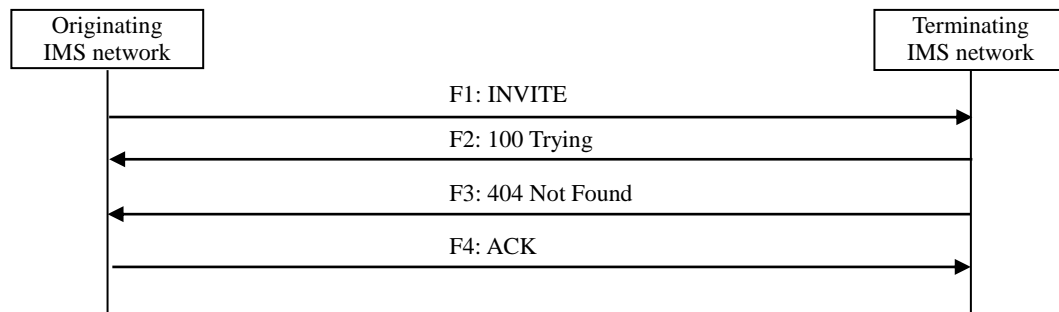 Originating
IMS network
Terminating
IMS network
F1: INVITE
F2: 100 Trying
F3: 404 Not Found
F4: ACK